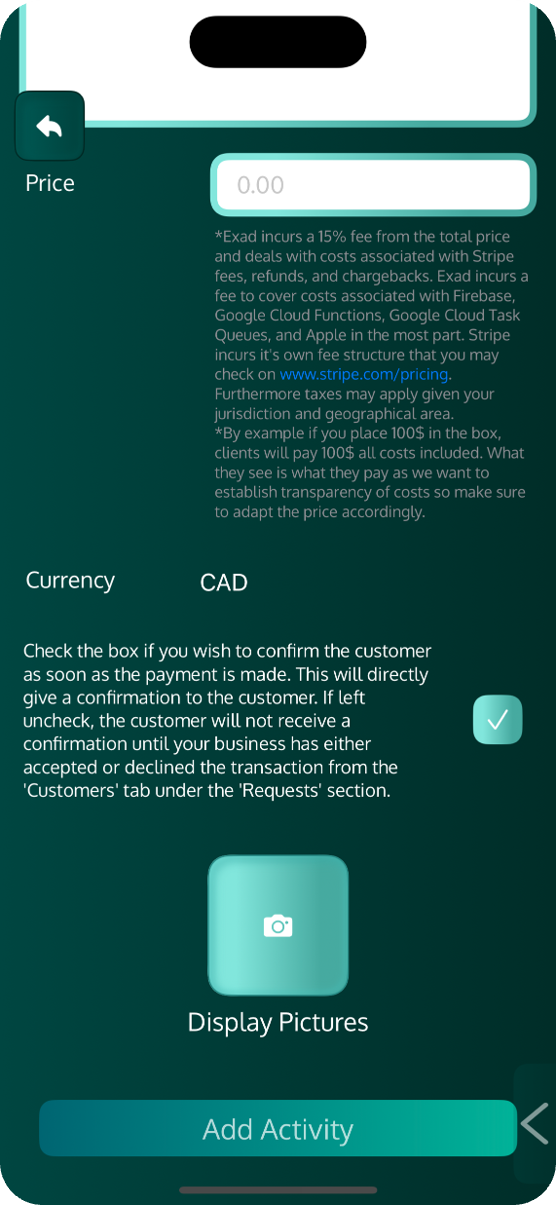 Price
0.00
*Exad incurs a 15% fee from the total price
and deals with costs associated with Stripe
fees, refunds, and chargebacks. Exad incurs a
fee to cover costs associated with Firebase,
Google Cloud Functions, Google Cloud Task
Queues, and Apple in the most part. Stripe
incurs it's own fee structure that you may
check on www.stripe.com/pricing.
Furthermore taxes may apply given your
jurisdiction and geographical area.
*By example if you place 100$ in the box,
clients will pay 100$ all costs included. What
they see is what they pay as we want to
establish transparency of costs so make sure
to adapt the price accordingly.
Currency
CAD
Check the box if you wish to confirm the customer
as soon as the payment is made. This will directly
give a confirmation to the customer. If left
uncheck, the customer will not receive a
confirmation until your business has either
accepted or declined the transaction from the
'Customers' tab under the 'Requests' section.
Display Pictures
Add Activity